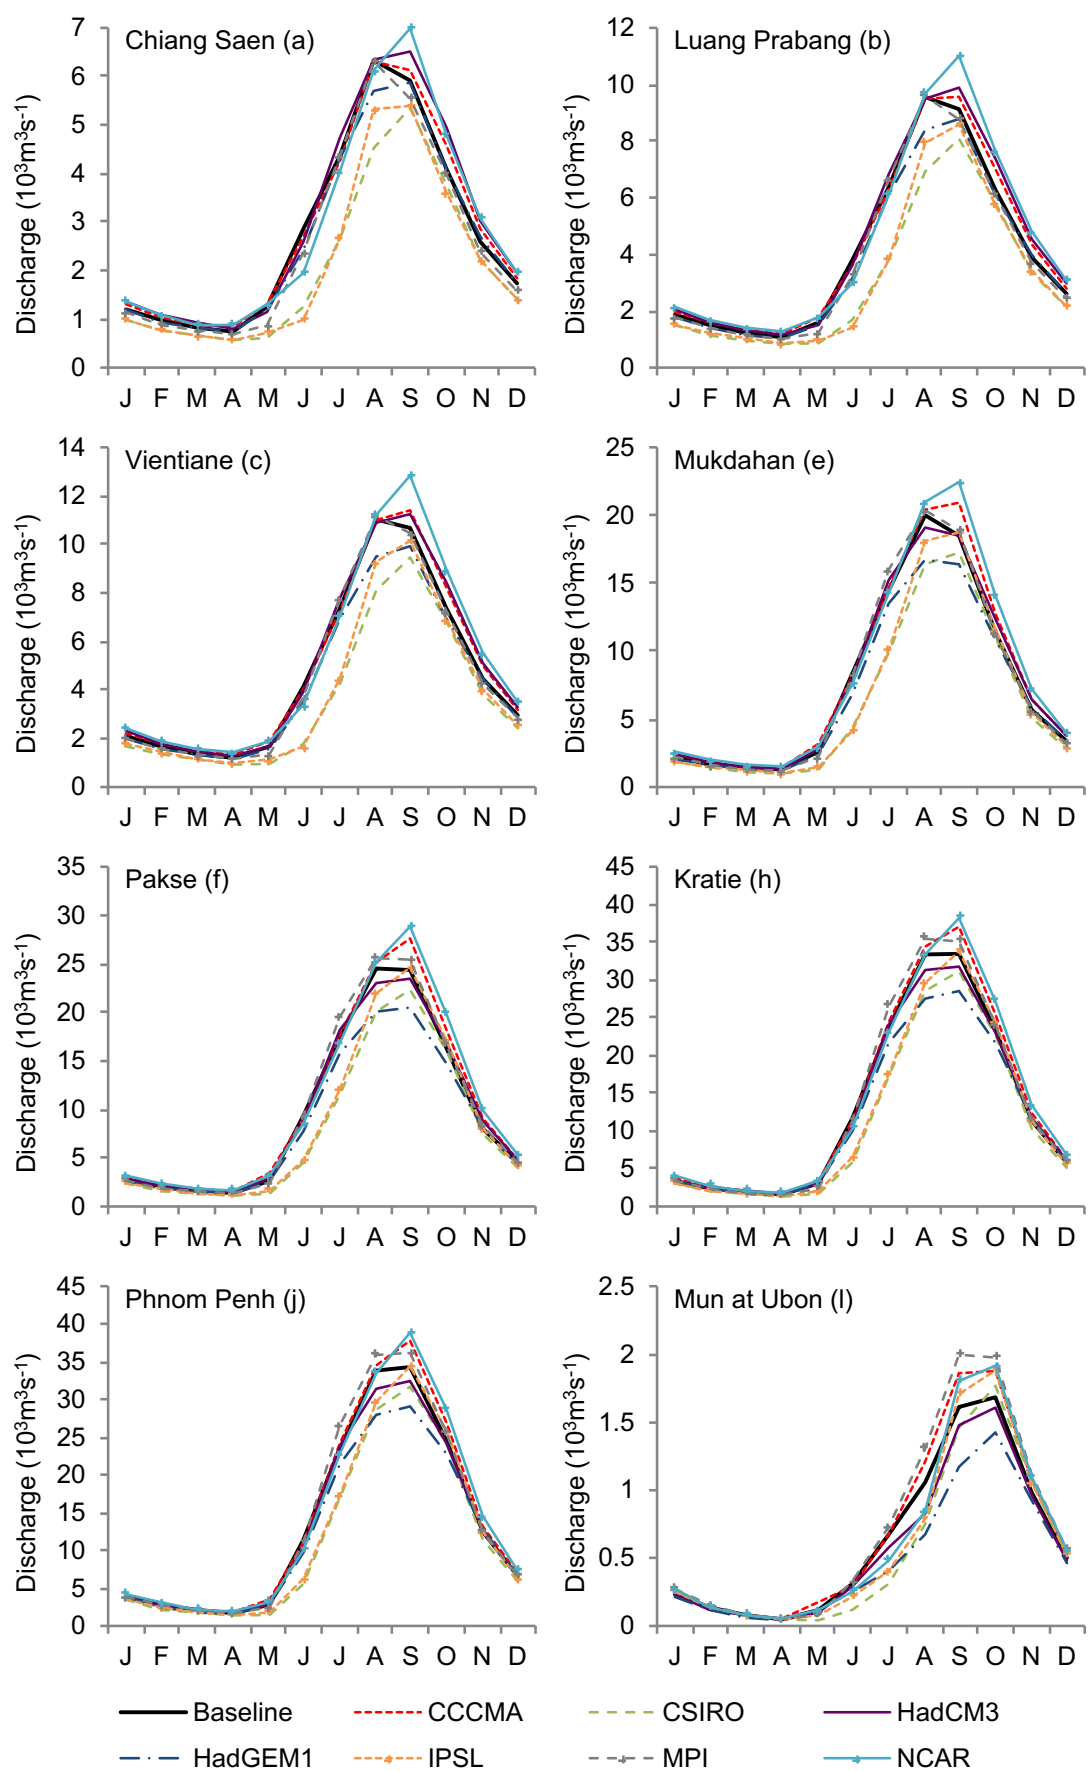 Chiang Saen (a)
Discharge (10³m³s⁻¹)
7
6
5
4
3
2
1
0
J F M A M J J A S O N D
Luang Prabang (b)
Discharge (10³m³s⁻¹)
12
10
8
6
4
2
0
J F M A M J J A S O N D
Vientiane (c)
Discharge (10³m³s⁻¹)
14
12
10
8
6
4
2
0
J F M A M J J A S O N D
Mukdahan (e)
Discharge (10³m³s⁻¹)
25
20
15
10
5
0
J F M A M J J A S O N D
Pakse (f)
Discharge (10³m³s⁻¹)
35
30
25
20
15
10
5
0
J F M A M J J A S O N D
Kratie (h)
Discharge (10³m³s⁻¹)
45
40
35
30
25
20
15
10
5
0
J F M A M J J A S O N D
Phnom Penh (j)
Discharge (10³m³s⁻¹)
45
40
35
30
25
20
15
10
5
0
J F M A M J J A S O N D
Mun at Ubon (l)
Discharge (10³m³s⁻¹)
2.5
2
1.5
1
0.5
0
J F M A M J J A S O N D
Baseline CCCMA CSIRO HadCM3
HadGEM1 IPSL MPI NCAR